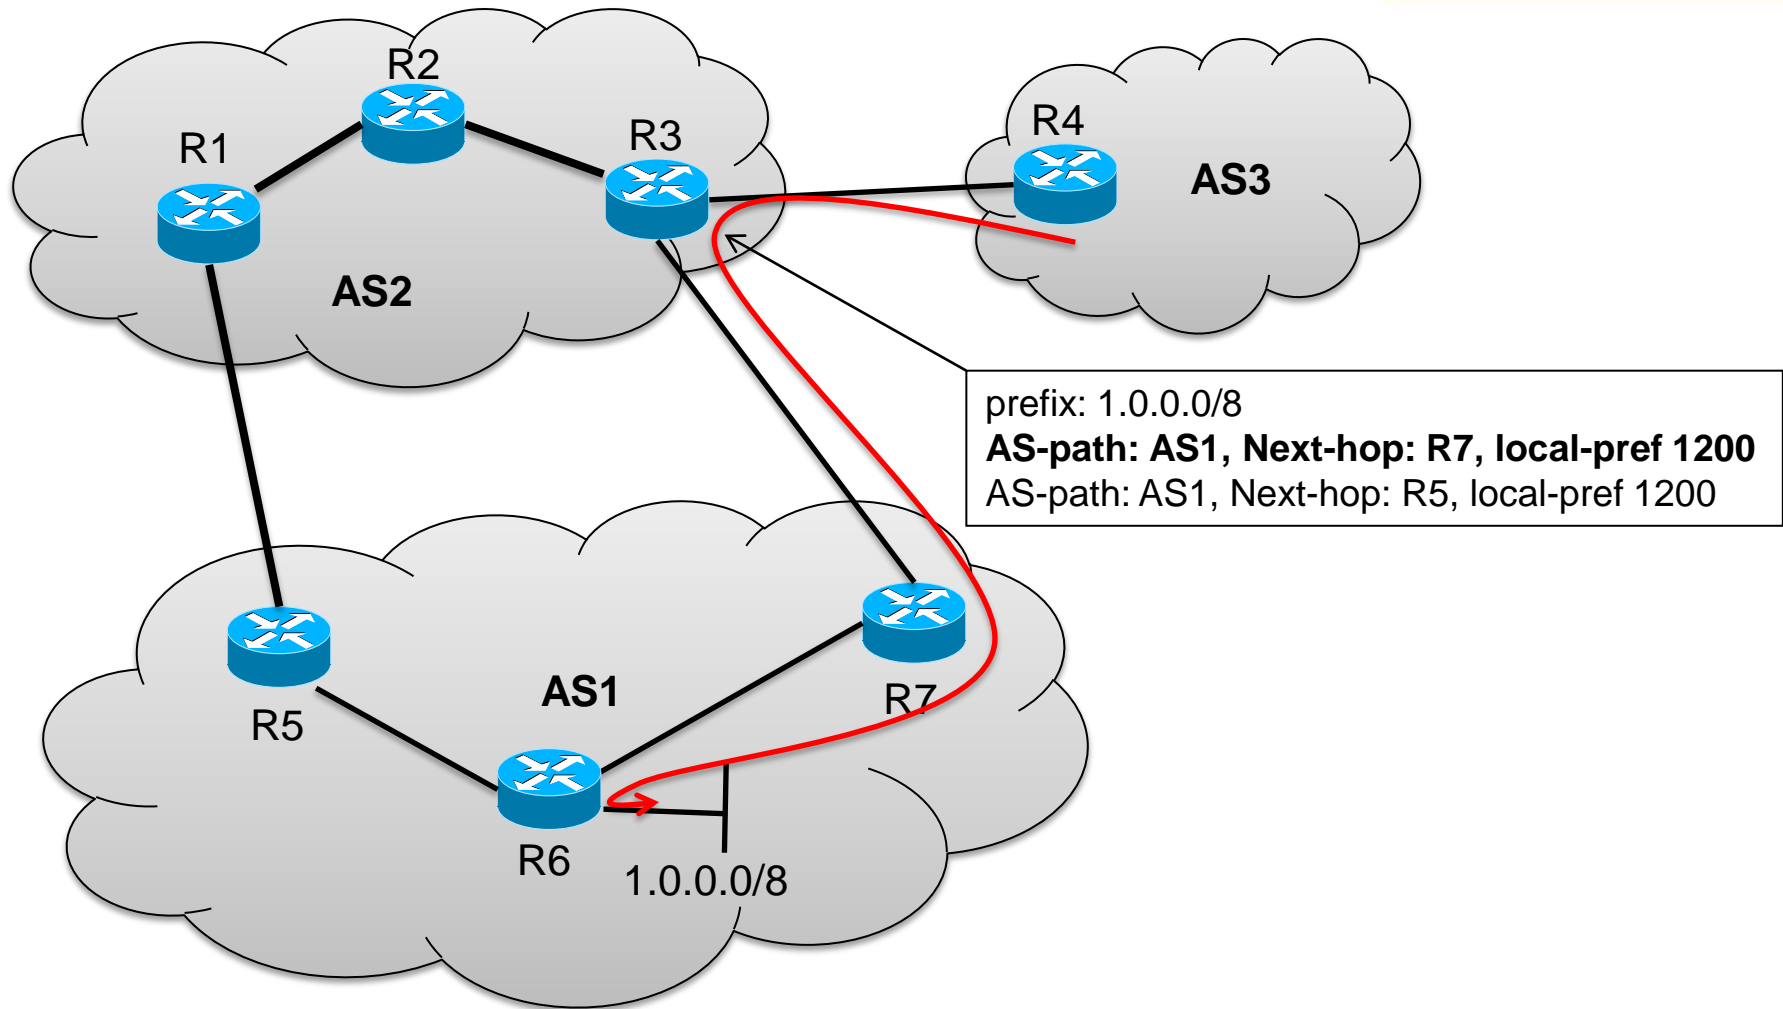 R2
R4
R3
R1
AS3
AS2
prefix: 1.0.0.0/8
AS-path: AS1, Next-hop: R7, local-pref 1200
AS-path: AS1, Next-hop: R5, local-pref 1200
AS1
R7
R5
R6
1.0.0.0/8